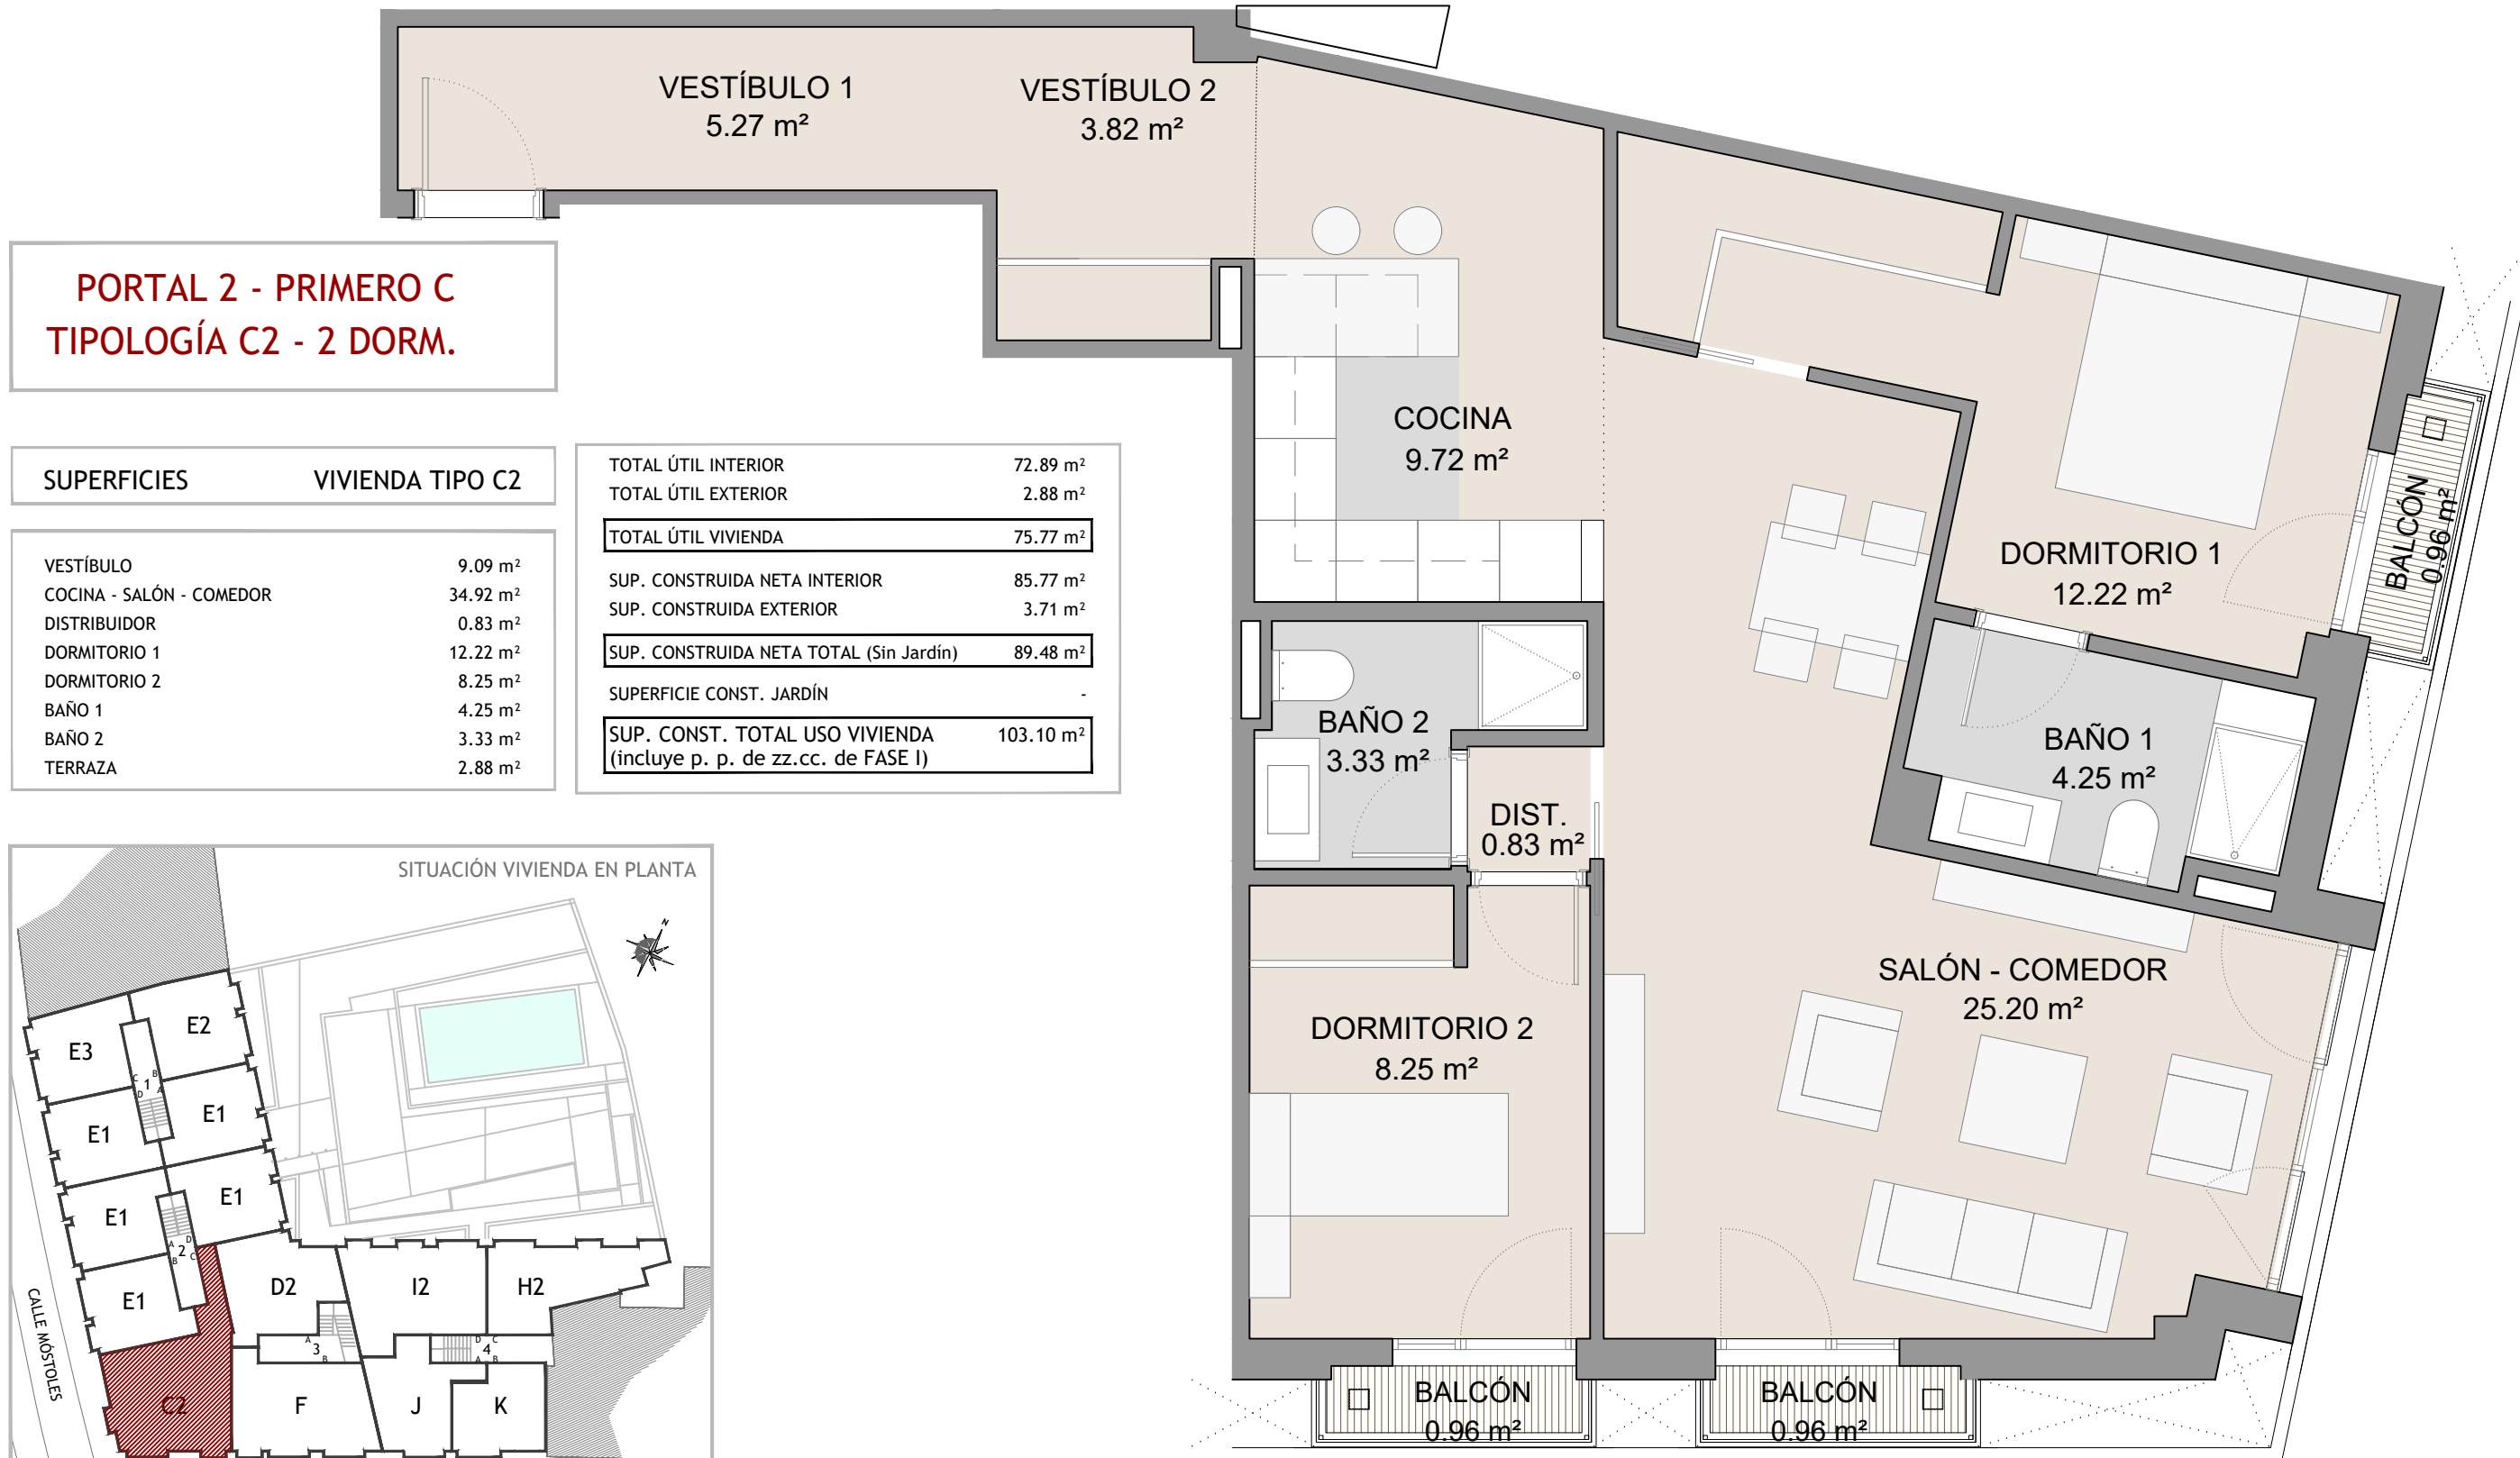 VESTÍBULO 1
5.27 m²
VESTÍBULO 2
3.82 m²
PORTAL 2 - PRIMERO C
TIPOLOGÍA C2 - 2 DORM.
SUPERFICIES VIVIENDA TIPO C2
VESTÍBULO 9.09 m²
COCINA - SALÓN - COMEDOR 34.92 m²
DISTRIBUIDOR 0.83 m²
DORMITORIO 1 12.22 m²
DORMITORIO 2 8.25 m²
BAÑO 1 4.25 m²
BAÑO 2 3.33 m²
TERRAZA 2.88 m²
TOTAL ÚTIL INTERIOR 72.89 m²
TOTAL ÚTIL EXTERIOR 2.88 m²
TOTAL ÚTIL VIVIENDA 75.77 m²
SUP. CONSTRUIDA NETA INTERIOR 85.77 m²
SUP. CONSTRUIDA EXTERIOR 3.71 m²
SUP. CONSTRUIDA NETA TOTAL (Sin Jardín) 89.48 m²
SUPERFICIE CONST. JARDÍN -
SUP. CONST. TOTAL USO VIVIENDA 103.10 m²
(incluye p. p. de zz.cc. de FASE I)
COCINA
9.72 m²
DORMITORIO 1
12.22 m²
BALCÓN
0.96 m²
BAÑO 2
3.33 m²
DIST.
0.83 m²
BAÑO 1
4.25 m²
SALÓN - COMEDOR
25.20 m²
DORMITORIO 2
8.25 m²
BALCÓN
0.96 m²
BALCÓN
0.96 m²
SITUACIÓN VIVIENDA EN PLANTA
N
E3
E2
C B
1
D A
E1
E1
E1
E1
A D
2
B C
E1
D2
I2
H2
A
3
B
D C
4
A B
C2
F
J
K
CALLE MÓSTOLES